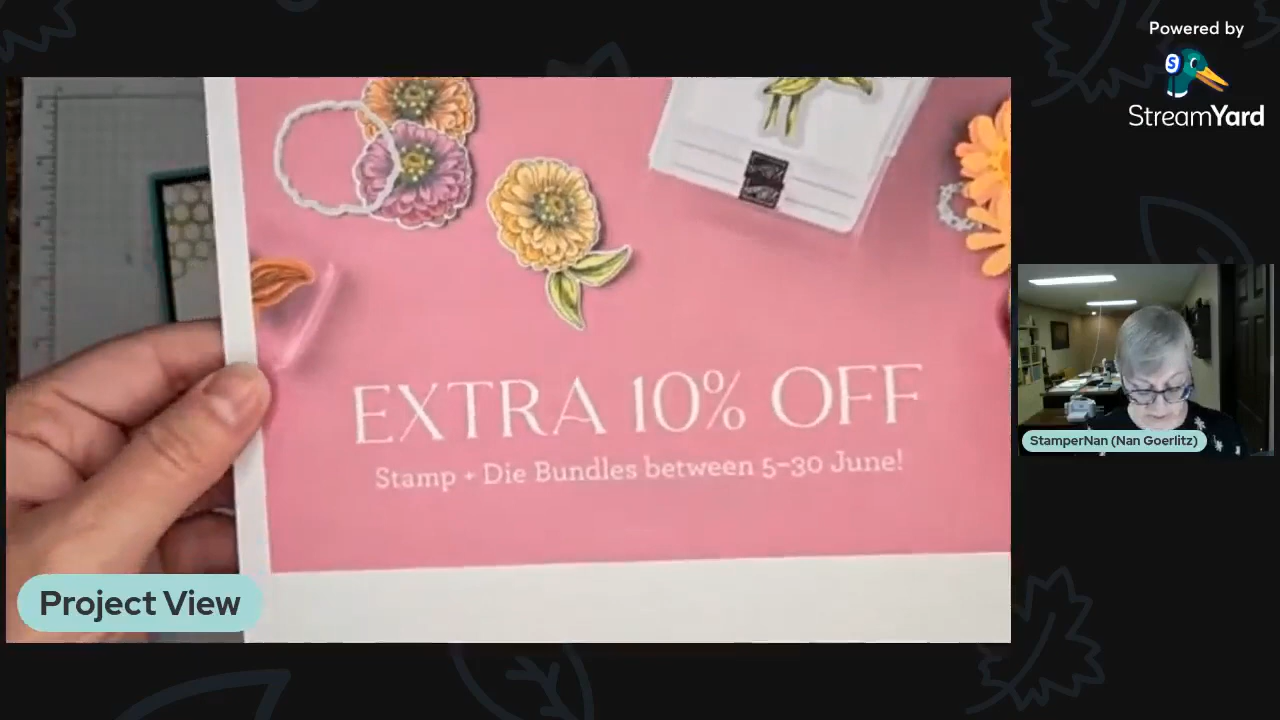 Powered by
StreamYard
EXTRA 10% OFF
Stamp + Die Bundles between 5–30 June!
StamperNan (Nan Goerlitz)
Project View